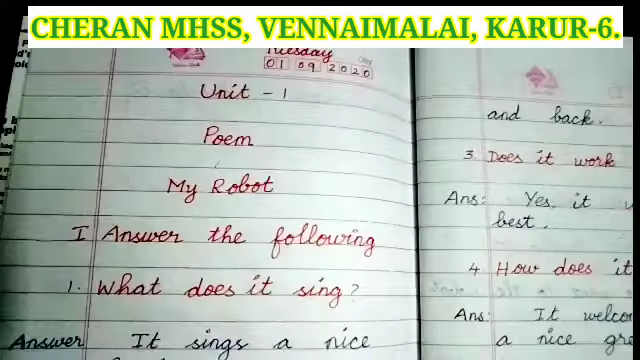 CHERAN MHSS, VENNAIMALAI, KARUR-6.
Tuesday
01 09 2020
Unit - 1
Poem
My Robot
I Answer the following
1. What does it sing?
Answer It sings a nice
and back.
3. Does it work
Ans: Yes, it
best.
4 How does it
Ans: It
a nice